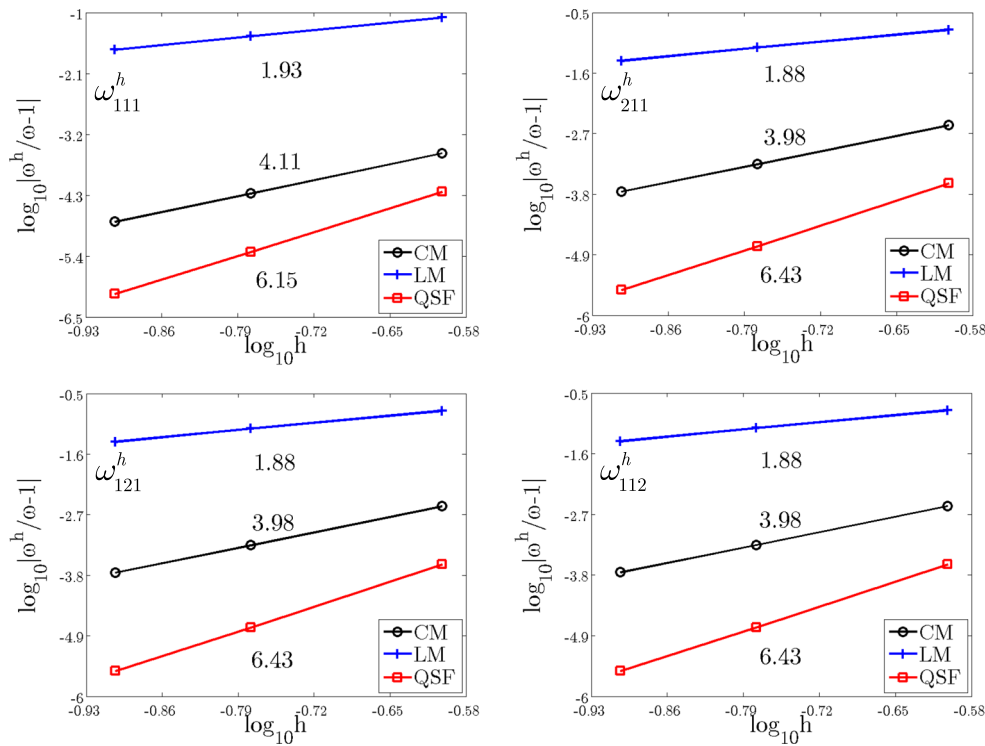 -1
-2.1
-3.2
-4.3
-5.4
-6.5
log10|ω^h/ω-1|
ω^h_111
1.93
4.11
6.15
CM
LM
QSF
-0.93 -0.86 -0.79 -0.72 -0.65 -0.58
log10h
-0.5
-1.6
-2.7
-3.8
-4.9
-6
log10|ω^h/ω-1|
ω^h_211
1.88
3.98
6.43
CM
LM
QSF
-0.93 -0.86 -0.79 -0.72 -0.65 -0.58
log10h
-0.5
-1.6
-2.7
-3.8
-4.9
-6
log10|ω^h/ω-1|
ω^h_121
1.88
3.98
6.43
CM
LM
QSF
-0.93 -0.86 -0.79 -0.72 -0.65 -0.58
log10h
-0.5
-1.6
-2.7
-3.8
-4.9
-6
log10|ω^h/ω-1|
ω^h_112
1.88
3.98
6.43
CM
LM
QSF
-0.93 -0.86 -0.79 -0.72 -0.65 -0.58
log10h